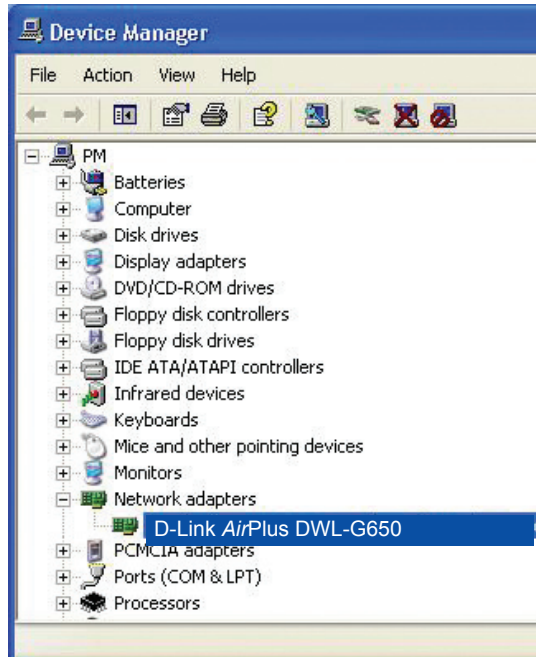 Device Manager
File Action View Help
PM
Batteries
Computer
Disk drives
Display adapters
DVD/CD-ROM drives
Floppy disk controllers
Floppy disk drives
IDE ATA/ATAPI controllers
Infrared devices
Keyboards
Mice and other pointing devices
Monitors
Network adapters
D-Link AirPlus DWL-G650
PCMCIA adapters
Ports (COM & LPT)
Processors